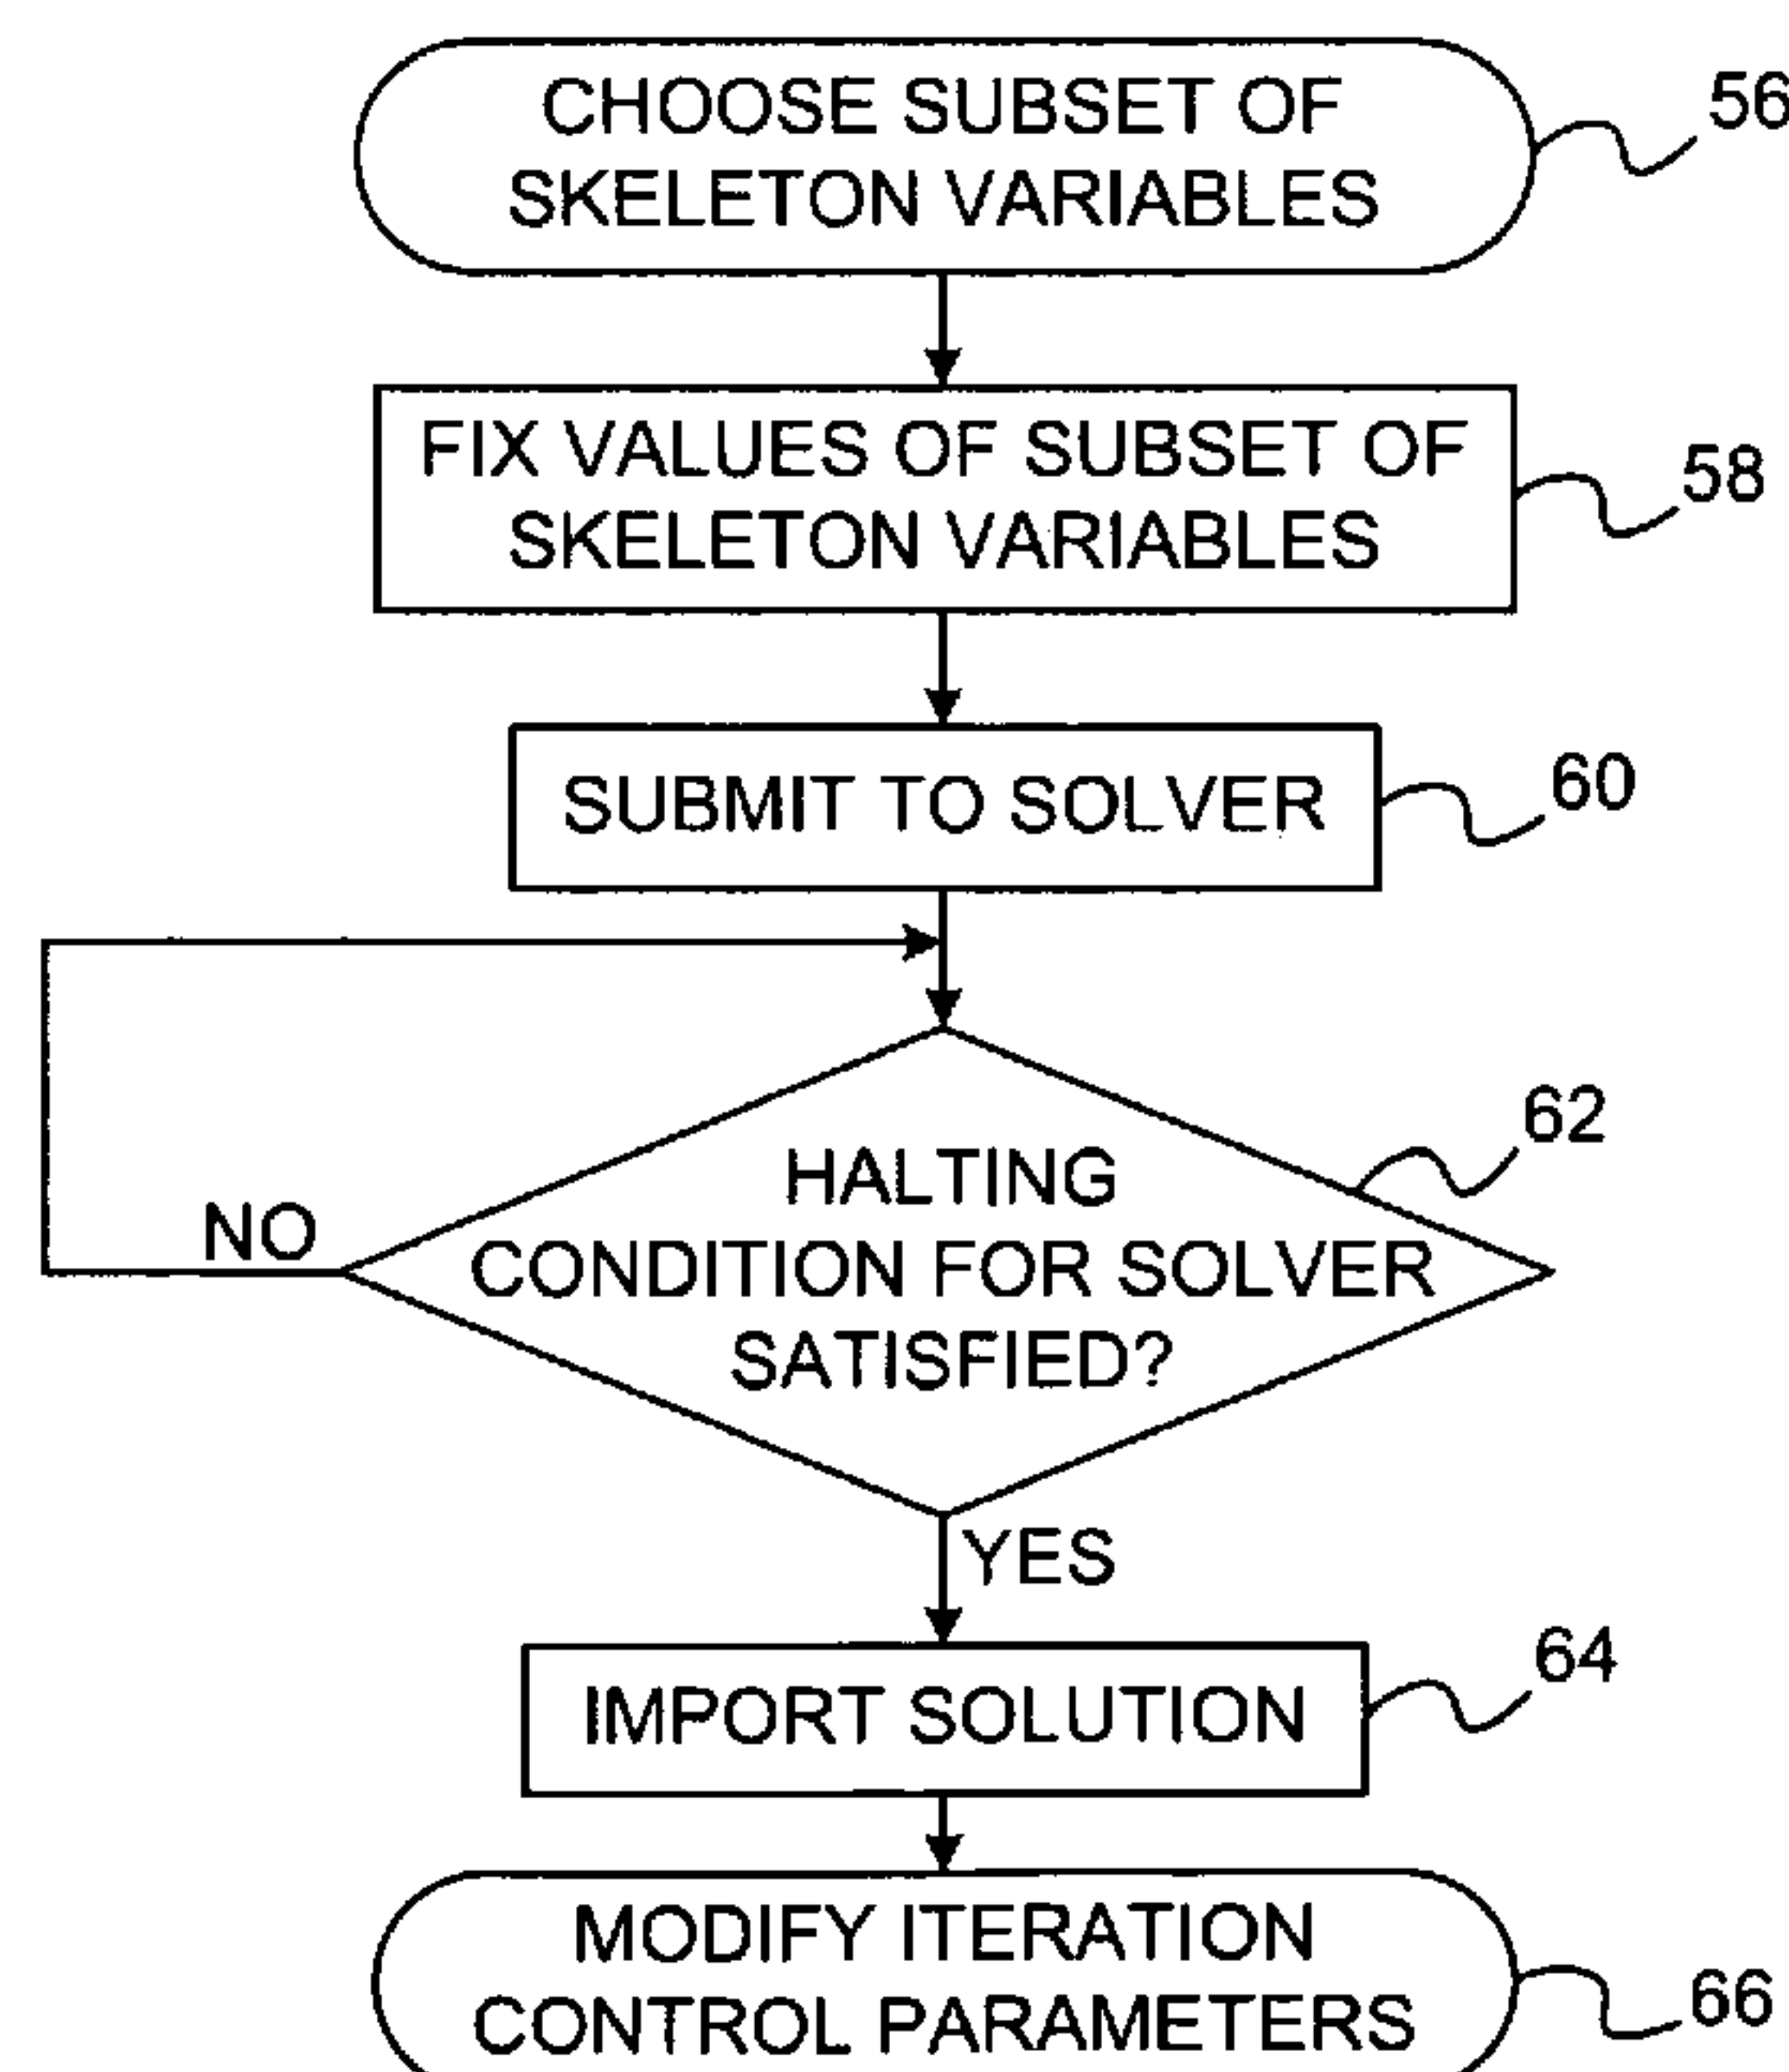 CHOOSE SUBSET OF
SKELETON VARIABLES
56
FIX VALUES OF SUBSET OF
SKELETON VARIABLES
58
SUBMIT TO SOLVER
60
HALTING
CONDITION FOR SOLVER
SATISFIED?
62
NO
YES
IMPORT SOLUTION
64
MODIFY ITERATION
CONTROL PARAMETERS
66